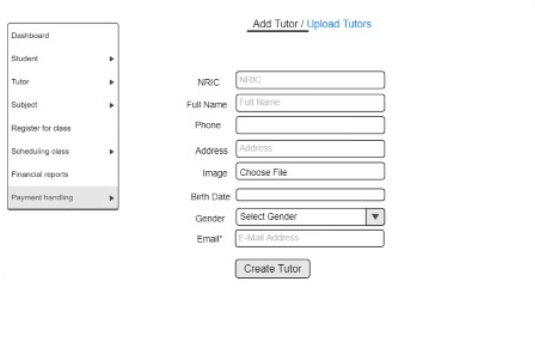 Add Tutor / Upload Tutors
Dashboard
Student
Tutor
Subject
Register for class
Scheduling class
Financial reports
Payment handling
NRIC NRIC
Full Name Full Name
Phone
Address Address
Image Choose File
Birth Date
Gender Select Gender
Email* E-Mail Address
Create Tutor